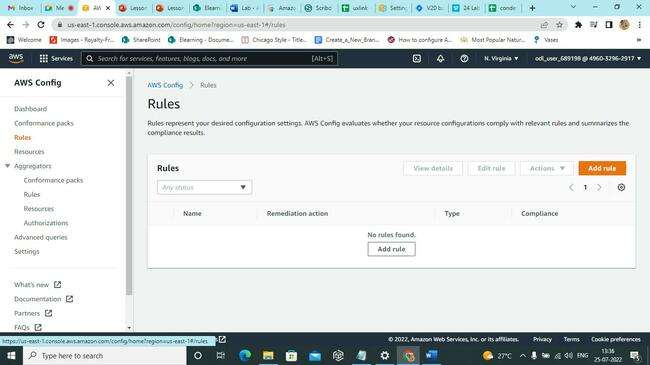 Inbox
Me
AW
Lesson
Lesson
Elearn
Lab - A
Amaze
Scribd
uxlink
Setting
V20 b
24 Lal
condit
us-east-1.console.aws.amazon.com/config/home?region=us-east-1#/rules
Welcome
Images - Royalty-Fr...
SharePoint
Elearning - Docume...
Chicago Style - Titl...
Create_a_New_Bran...
How to configure A...
Most Popular Natur...
Vases
aws
Services
Search for services, features, blogs, docs, and more
[Alt+S]
N. Virginia
odl_user_689198 @ 4960-3296-2917
AWS Config
Dashboard
Conformance packs
Rules
Resources
Aggregators
Conformance packs
Rules
Resources
Authorizations
Advanced queries
Settings
What's new
Documentation
Partners
FAQs
AWS Config > Rules
Rules
Rules represent your desired configuration settings. AWS Config evaluates whether your resource configurations comply with relevant rules and summarizes the
compliance results.
Rules
View details
Edit rule
Actions
Add rule
Any status
1
Name
Remediation action
Type
Compliance
No rules found.
Add rule
https://us-east-1.console.aws.amazon.com/config/home?region=us-east-1#/rules
© 2022, Amazon Web Services, Inc. or its affiliates.
Privacy
Terms
Cookie preferences
Type here to search
27°C
ENG
13:36
25-07-2022